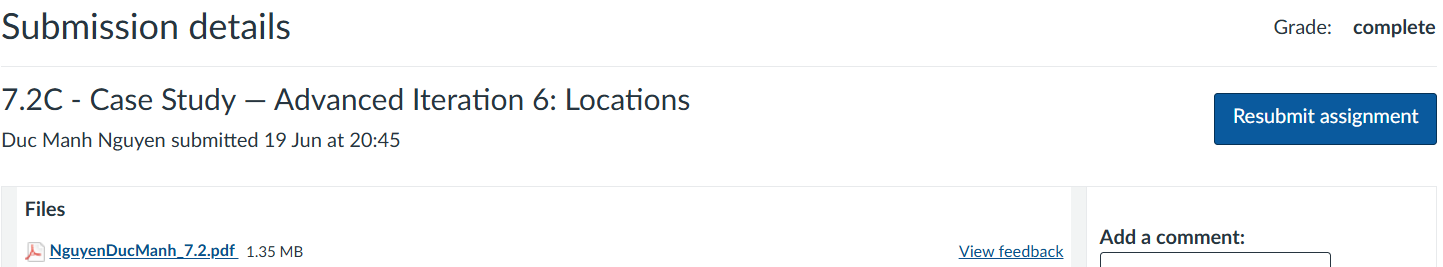 Submission details
Grade: complete
7.2C - Case Study — Advanced Iteration 6: Locations
Resubmit assignment
Duc Manh Nguyen submitted 19 Jun at 20:45
Files
Add a comment:
NguyenDucManh_7.2.pdf 1.35 MB
View feedback